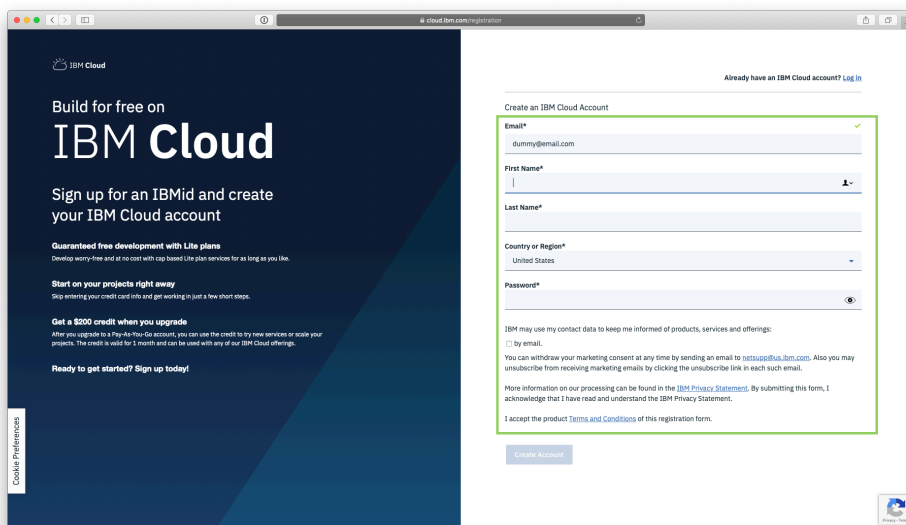 cloud.ibm.com/registration
IBM Cloud
Build for free on
IBM Cloud
Sign up for an IBMid and create
your IBM Cloud account
Guaranteed free development with Lite plans
Develop worry-free and at no cost with cap based Lite plan services for as long as you like.
Start on your projects right away
Skip entering your credit card info and get working in just a few short steps.
Get a $200 credit when you upgrade
After you upgrade to a Pay-As-You-Go account, you can use the credit to try new services or scale your
projects. The credit is valid for 1 month and can be used with any of our IBM Cloud offerings.
Ready to get started? Sign up today!
Cookie Preferences
Already have an IBM Cloud account? Log in
Create an IBM Cloud Account
Email*
dummy@email.com
First Name*
Last Name*
Country or Region*
United States
Password*
IBM may use my contact data to keep me informed of products, services and offerings:
by email.
You can withdraw your marketing consent at any time by sending an email to netsupp@us.ibm.com. Also you may
unsubscribe from receiving marketing emails by clicking the unsubscribe link in each such email.
More information on our processing can be found in the IBM Privacy Statement. By submitting this form, I
acknowledge that I have read and understand the IBM Privacy Statement.
I accept the product Terms and Conditions of this registration form.
Create Account
Privacy